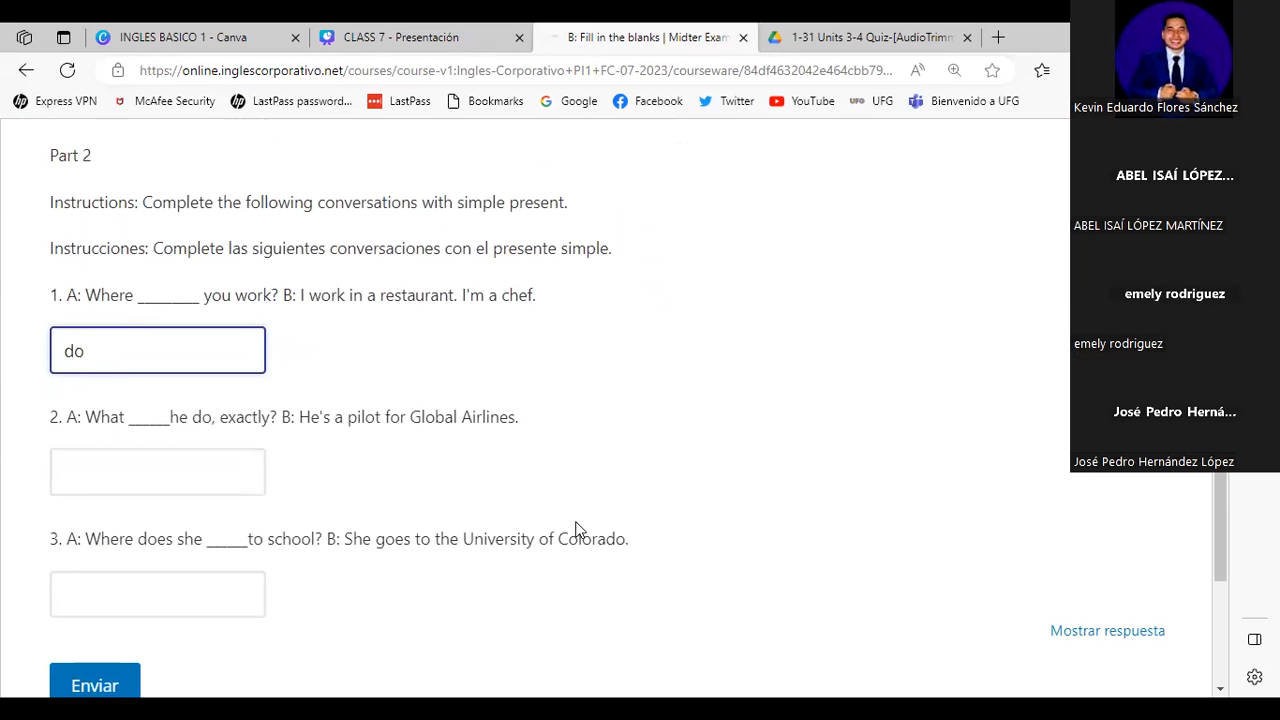 INGLES BASICO 1 - Canva
CLASS 7 - Presentación
B: Fill in the blanks | Midter Exam
1-31 Units 3-4 Quiz-[AudioTrimm
https://online.inglescorporativo.net/courses/course-v1:Ingles-Corporativo+PI1+FC-07-2023/courseware/84df4632042e464cbb79...
Express VPN
McAfee Security
LastPass password...
LastPass
Bookmarks
Google
Facebook
Twitter
YouTube
UFG
Bienvenido a UFG
Kevin Eduardo Flores Sánchez
ABEL ISAÍ LÓPEZ...
ABEL ISAÍ LÓPEZ MARTÍNEZ
emely rodriguez
emely rodriguez
José Pedro Herná...
José Pedro Hernández López
Part 2
Instructions: Complete the following conversations with simple present.
Instrucciones: Complete las siguientes conversaciones con el presente simple.
1. A: Where ________ you work? B: I work in a restaurant. I'm a chef.
do
2. A: What _____he do, exactly? B: He's a pilot for Global Airlines.
3. A: Where does she _____to school? B: She goes to the University of Colorado.
Mostrar respuesta
Enviar